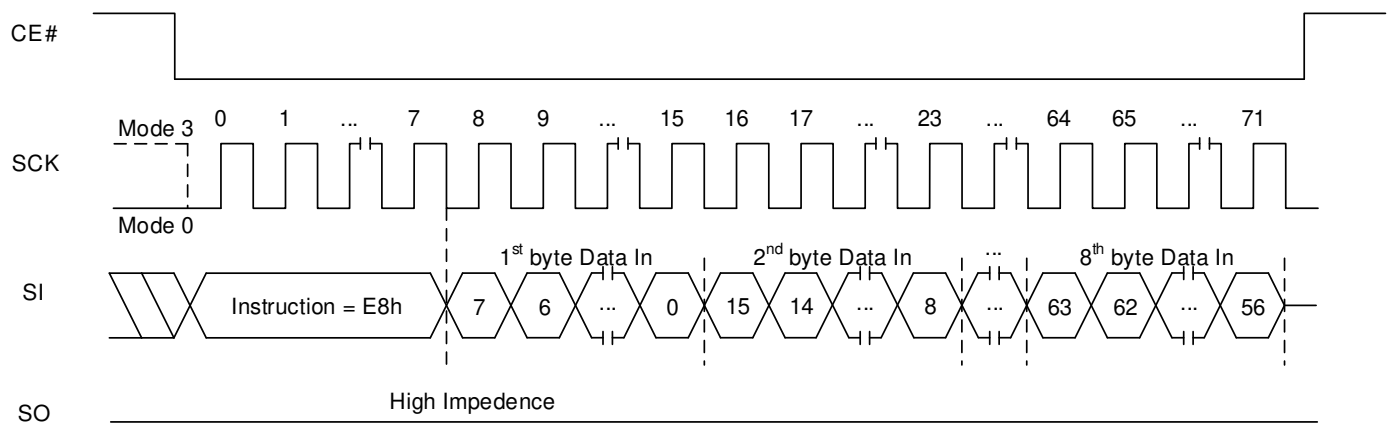 CE#
0 1 ... 7 8 9 ... 15 16 17 ... 23 ... 64 65 ... 71
Mode 3
SCK
Mode 0
1st byte Data In 2nd byte Data In ... 8th byte Data In
SI Instruction = E8h 7 6 ... 0 15 14 ... 8 ... 63 62 ... 56
High Impedence
SO